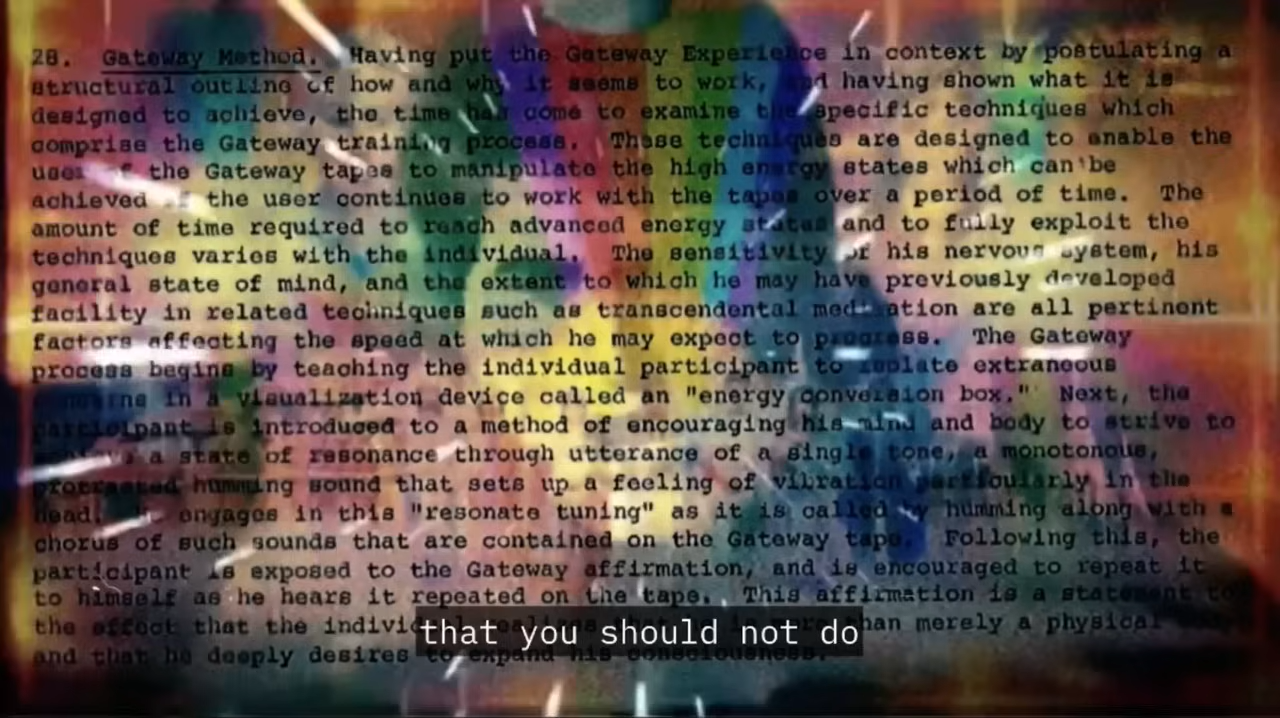 28. Gateway Method. Having put the Gateway Experience in context by postulating a
structural outline of how and why it seems to work, and having shown what it is
designed to achieve, the time has come to examine the specific techniques which
comprise the Gateway training process. These techniques are designed to enable the
user of the Gateway tapes to manipulate the high energy states which can be
achieved if the user continues to work with the tapes over a period of time. The
amount of time required to reach advanced energy states and to fully exploit the
techniques varies with the individual. The sensitivity of his nervous system, his
general state of mind, and the extent to which he may have previously developed
facility in related techniques such as transcendental meditation are all pertinent
factors affecting the speed at which he may expect to progress. The Gateway
process begins by teaching the individual participant to isolate extraneous
concerns in a visualization device called an "energy conversion box." Next, the
participant is introduced to a method of encouraging his mind and body to strive to
achieve a state of resonance through utterance of a single tone, a monotonous,
protracted humming sound that sets up a feeling of vibration particularly in the
head. He engages in this "resonate tuning" as it is called by humming along with a
chorus of such sounds that are contained on the Gateway tape. Following this, the
participant is exposed to the Gateway affirmation, and is encouraged to repeat it
to himself as he hears it repeated on the tape. This affirmation is a statement to
the effect that the than merely a physical
that you should not do
and that he deeply desires to expand his consciousness.